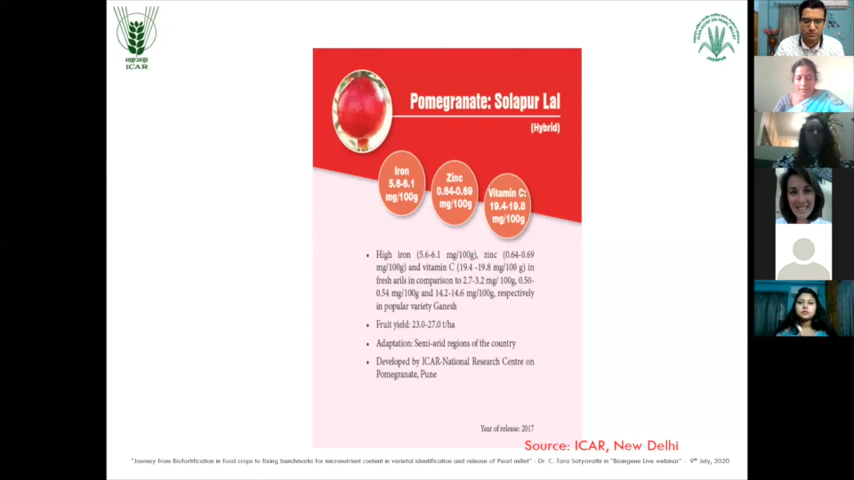 ICAR
Pomegranate: Solapur Lal
(Hybrid)
Iron
5.6-6.1
mg/100g
Zinc
0.64-0.69
mg/100g
Vitamin C:
19.4-19.8
mg/100g
• High iron (5.6-6.1 mg/100g), zinc (0.64-0.69
mg/100g) and vitamin C (19.4 -19.8 mg/100 g) in
fresh arils in comparison to 2.7-3.2 mg/ 100g, 0.50-
0.54 mg/100g and 14.2-14.6 mg/100g, respectively
in popular variety Ganesh
• Fruit yield: 23.0-27.0 t/ha
• Adaptation: Semi-arid regions of the country
• Developed by ICAR-National Research Centre on
Pomegranate, Pune
Year of release: 2017
Source: ICAR, New Delhi
"Journey from Biofortification in food crops to fixing benchmarks for micronutrient content in varietal identification and release of Pearl millet" - Dr. C. Tara Satyavathi in "Bioingene Live webinar" - 9th July, 2020